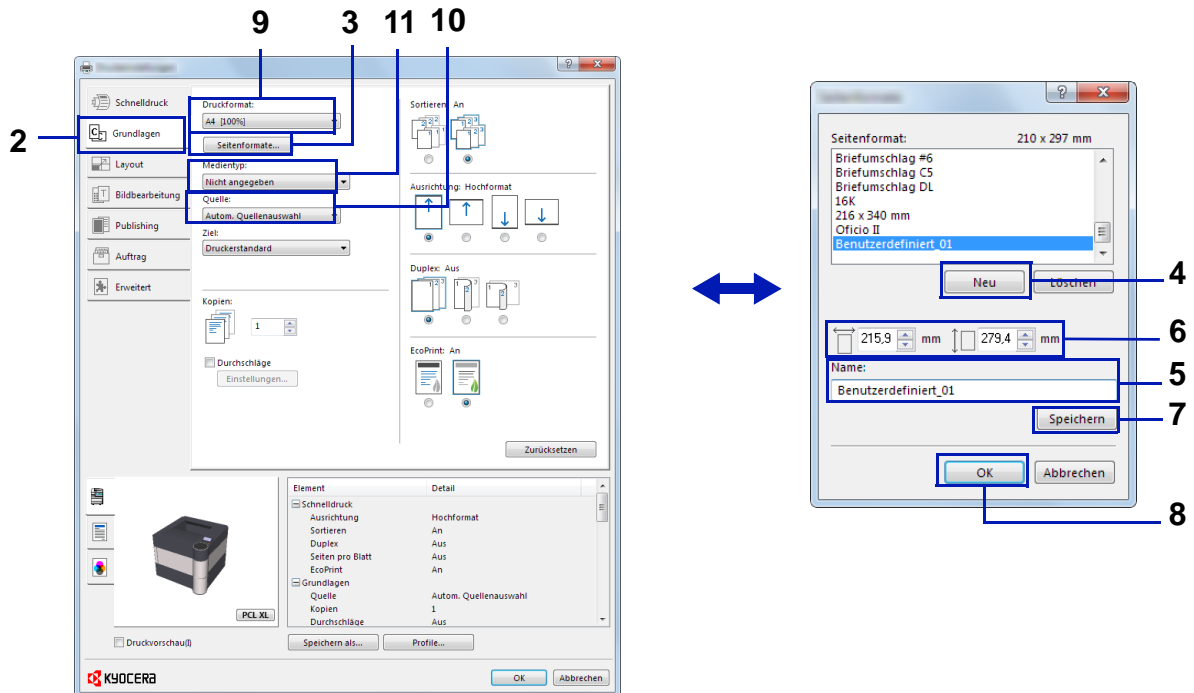 9 3 11 10
2
Schnelldruck
Grundlagen
Layout
Bildbearbeitung
Publishing
Auftrag
Erweitert
Druckformat:
A4 [100%]
Seitenformate...
Medientyp:
Nicht angegeben
Quelle:
Autom. Quellenauswahl
Ziel:
Druckerstandard
Kopien:
1
Durchschläge
Einstellungen...
Sortieren: An
Ausrichtung: Hochformat
Duplex: Aus
EcoPrint: An
Zurücksetzen
PCL XL
Element Detail
Schnelldruck
Ausrichtung Hochformat
Sortieren An
Duplex Aus
Seiten pro Blatt Aus
EcoPrint An
Grundlagen
Quelle Autom. Quellenauswahl
Kopien 1
Durchschläge Aus
Druckvorschau(I)
Speichern als... Profile...
KYOCERA
OK Abbrechen
Seitenformat: 210 x 297 mm
Briefumschlag #6
Briefumschlag C5
Briefumschlag DL
16K
216 x 340 mm
Oficio II
Benutzerdefiniert_01
Neu Löschen 4
215,9 mm 279,4 mm 6
Name: 5
Benutzerdefiniert_01
Speichern 7
OK Abbrechen
8